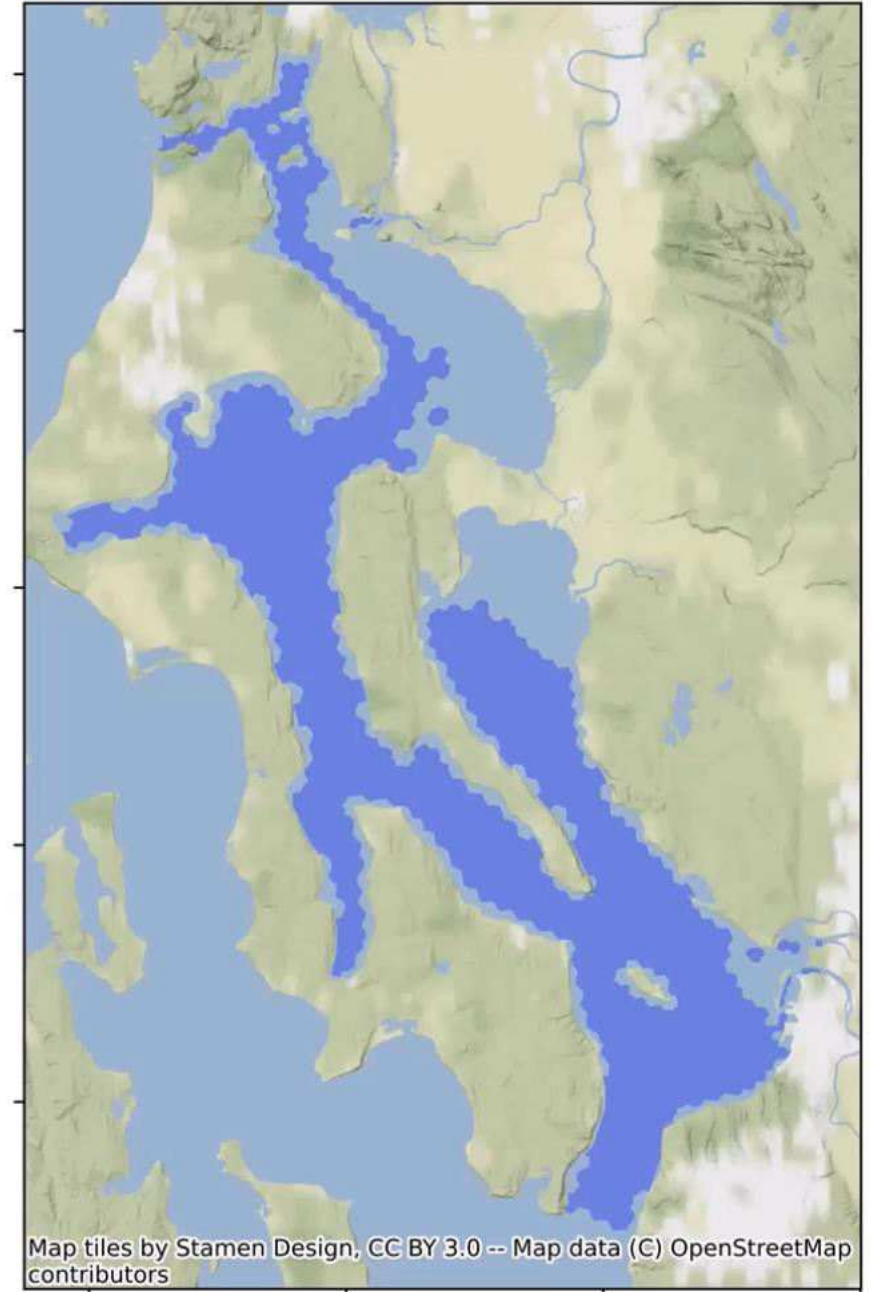 Map tiles by Stamen Design, CC BY 3.0 -- Map data (C) OpenStreetMap
contributors